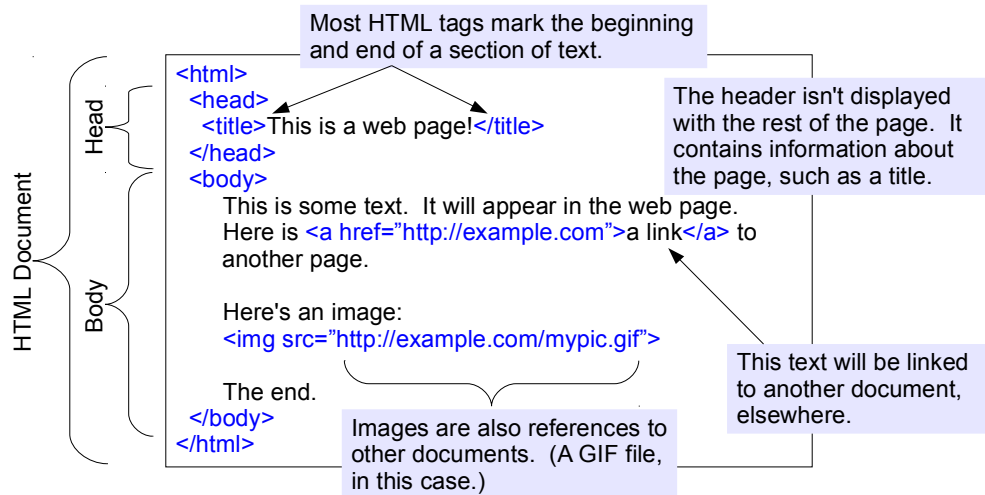 Most HTML tags mark the beginning
and end of a section of text.
<html>
<head>
<title>This is a web page!</title>
</head>
<body>
This is some text.  It will appear in the web page.
Here is <a href=”http://example.com”>a link</a> to
another page.
Here's an image:
<img src=”http://example.com/mypic.gif”>
The end.
</body>
</html>
HTML Document
Head
Body
The header isn't displayed
with the rest of the page.  It
contains information about
the page, such as a title.
This text will be linked
to another document,
elsewhere.
Images are also references to
other documents.  (A GIF file,
in this case.)